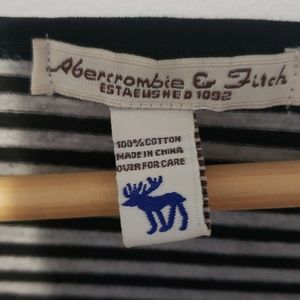 Abercrombie & Fitch
ESTABLISHED 1892
100% COTTON
MADE IN CHINA
OVER FOR CARE